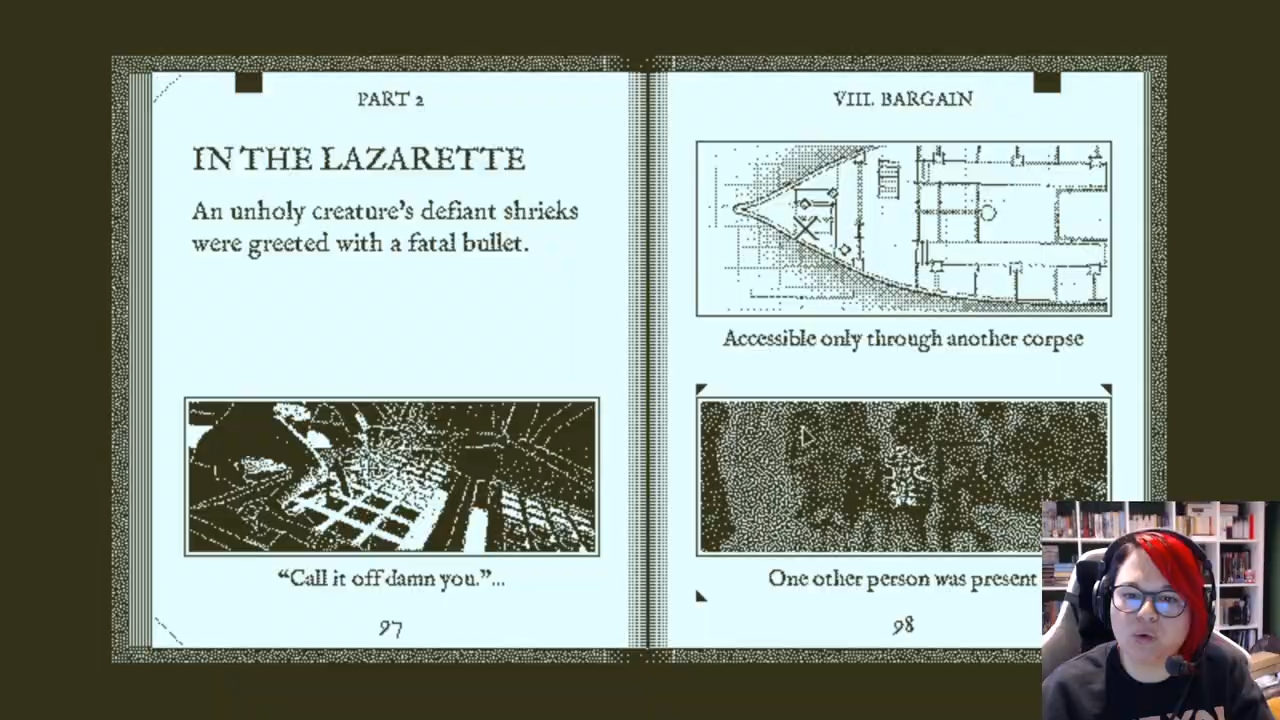 PART 2
IN THE LAZARETTE
An unholy creature's defiant shrieks
were greeted with a fatal bullet.
"Call it off damn you."...
97
VIII. BARGAIN
Accessible only through another corpse
One other person was present
98